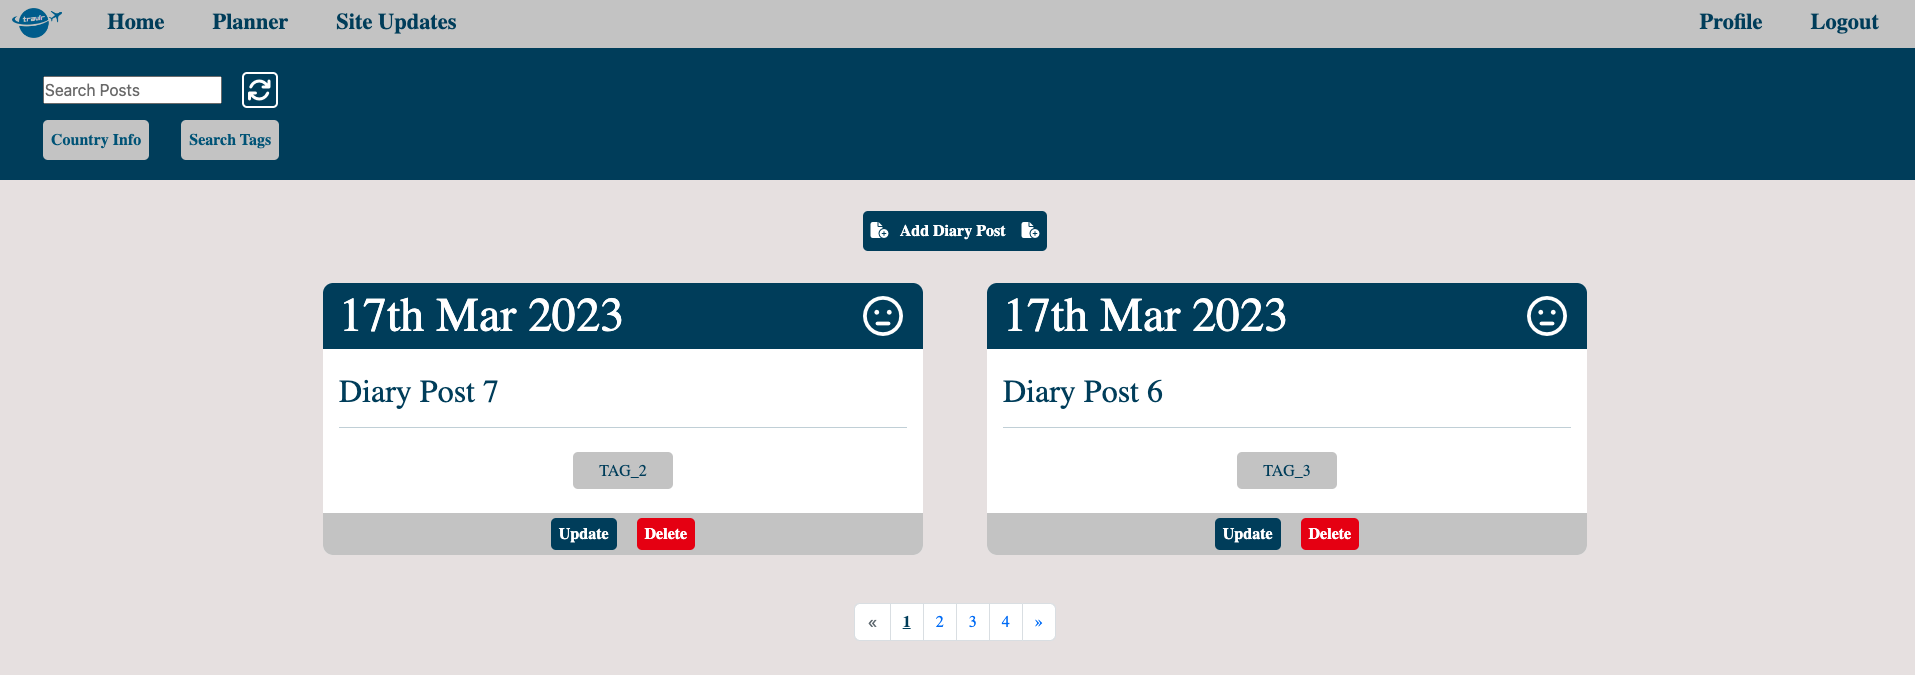 travlr
Home Planner Site Updates Profile Logout
Search Posts
Country Info Search Tags
Add Diary Post
17th Mar 2023
Diary Post 7
TAG_2
Update Delete
17th Mar 2023
Diary Post 6
TAG_3
Update Delete
« 1 2 3 4 »